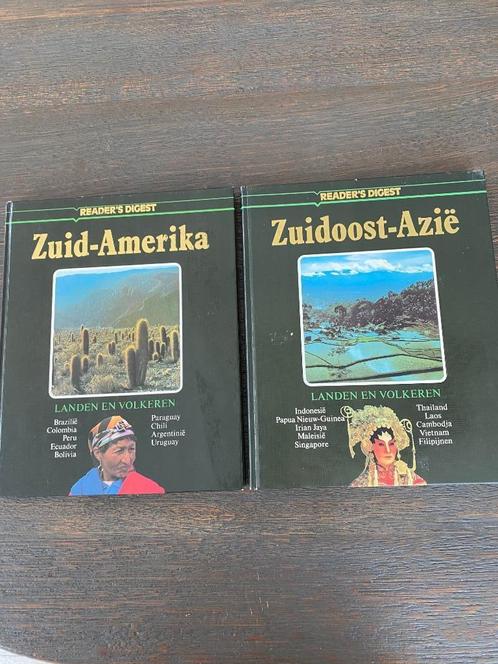 READER'S DIGEST
Zuid-Amerika
LANDEN EN VOLKEREN
Brazilië
Colombia
Peru
Ecuador
Bolivia
Paraguay
Chili
Argentinië
Uruguay
READER'S DIGEST
Zuidoost-Azië
LANDEN EN VOLKEREN
Indonesië
Papua Nieuw-Guinea
Irian Jaya
Maleisië
Singapore
Thailand
Laos
Cambodja
Vietnam
Filipijnen